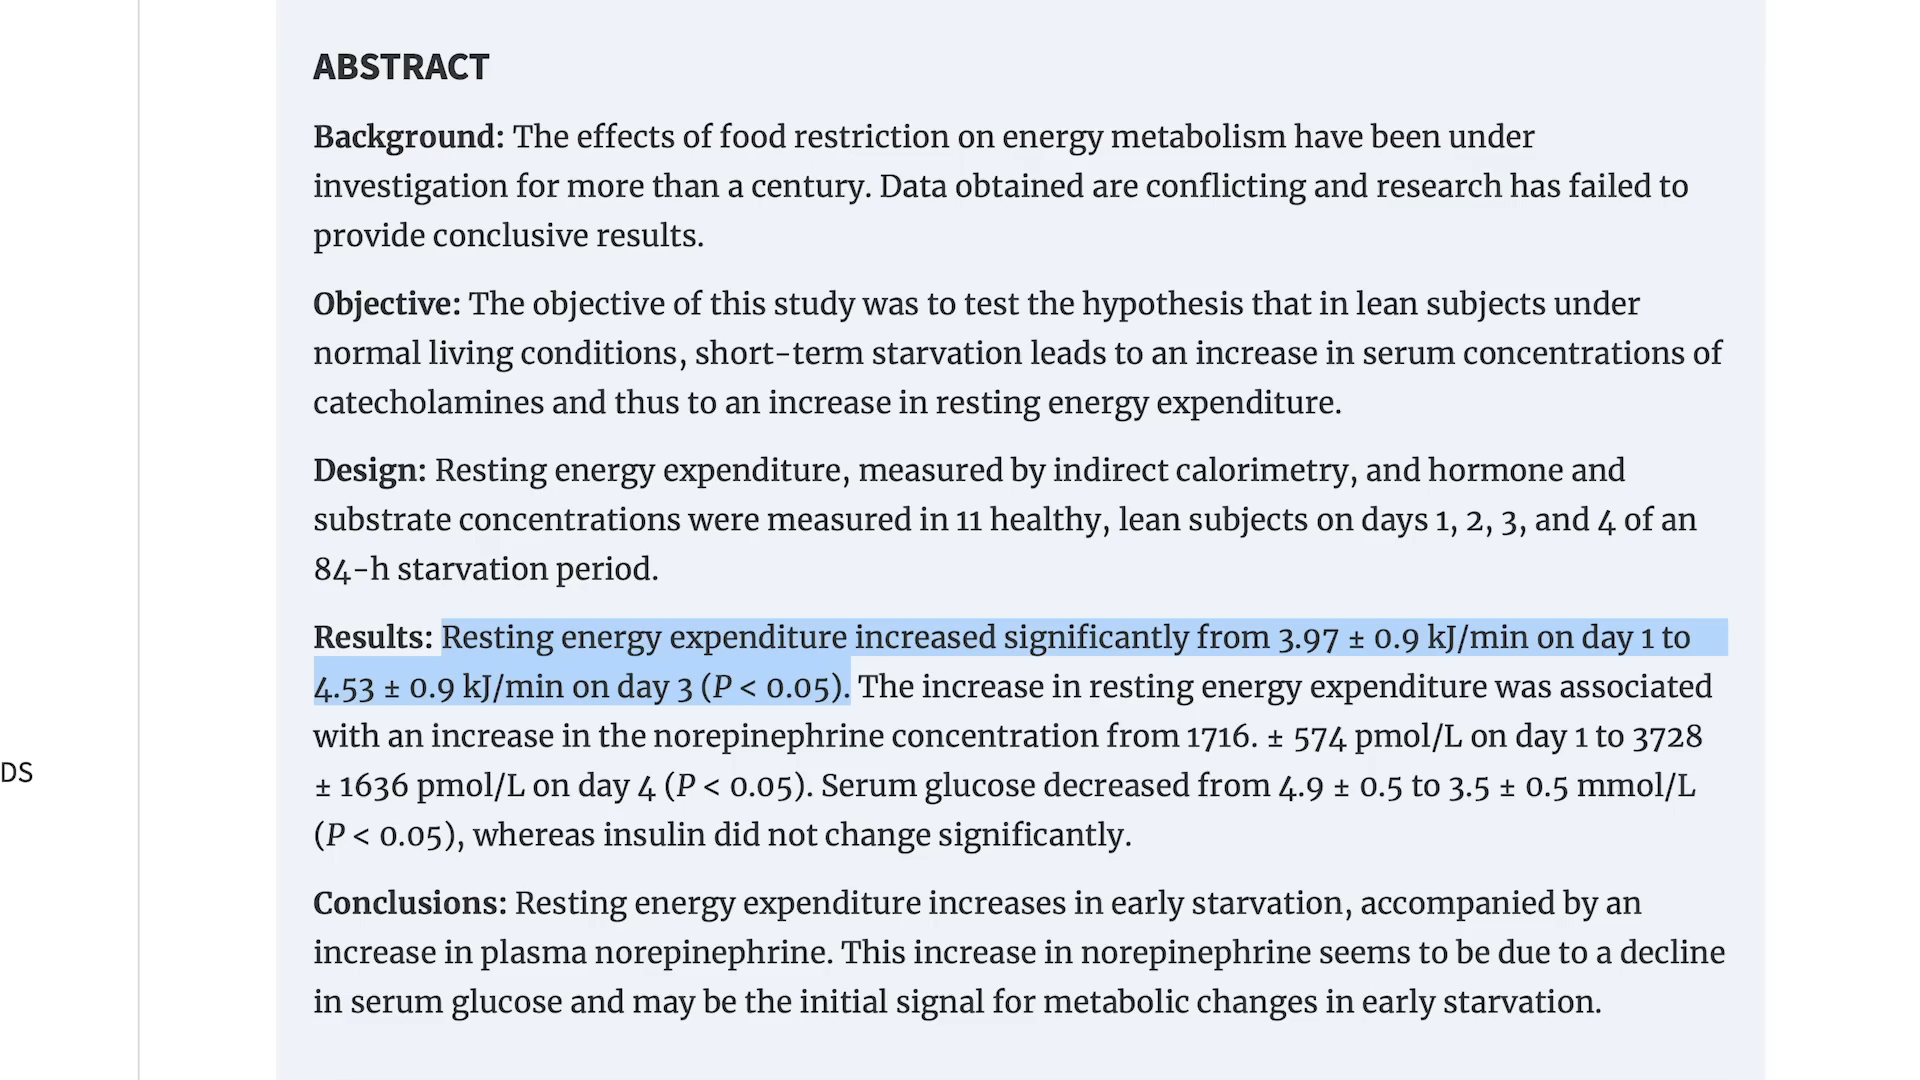 ABSTRACT
Background: The effects of food restriction on energy metabolism have been under
investigation for more than a century. Data obtained are conflicting and research has failed to
provide conclusive results.
Objective: The objective of this study was to test the hypothesis that in lean subjects under
normal living conditions, short-term starvation leads to an increase in serum concentrations of
catecholamines and thus to an increase in resting energy expenditure.
Design: Resting energy expenditure, measured by indirect calorimetry, and hormone and
substrate concentrations were measured in 11 healthy, lean subjects on days 1, 2, 3, and 4 of an
84-h starvation period.
Results: Resting energy expenditure increased significantly from 3.97 ± 0.9 kJ/min on day 1 to
4.53 ± 0.9 kJ/min on day 3 (P < 0.05). The increase in resting energy expenditure was associated
with an increase in the norepinephrine concentration from 1716. ± 574 pmol/L on day 1 to 3728
± 1636 pmol/L on day 4 (P < 0.05). Serum glucose decreased from 4.9 ± 0.5 to 3.5 ± 0.5 mmol/L
(P < 0.05), whereas insulin did not change significantly.
Conclusions: Resting energy expenditure increases in early starvation, accompanied by an
increase in plasma norepinephrine. This increase in norepinephrine seems to be due to a decline
in serum glucose and may be the initial signal for metabolic changes in early starvation.
DS